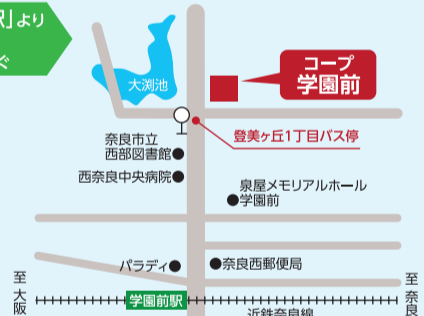 駅」より
ぐ
大渕池
コープ
学園前
奈良市立
西部図書館
登美ヶ丘1丁目バス停
西奈良中央病院
泉屋メモリアルホール
学園前
パラディ
奈良西郵便局
至大阪
学園前駅
近鉄奈良線
至奈良